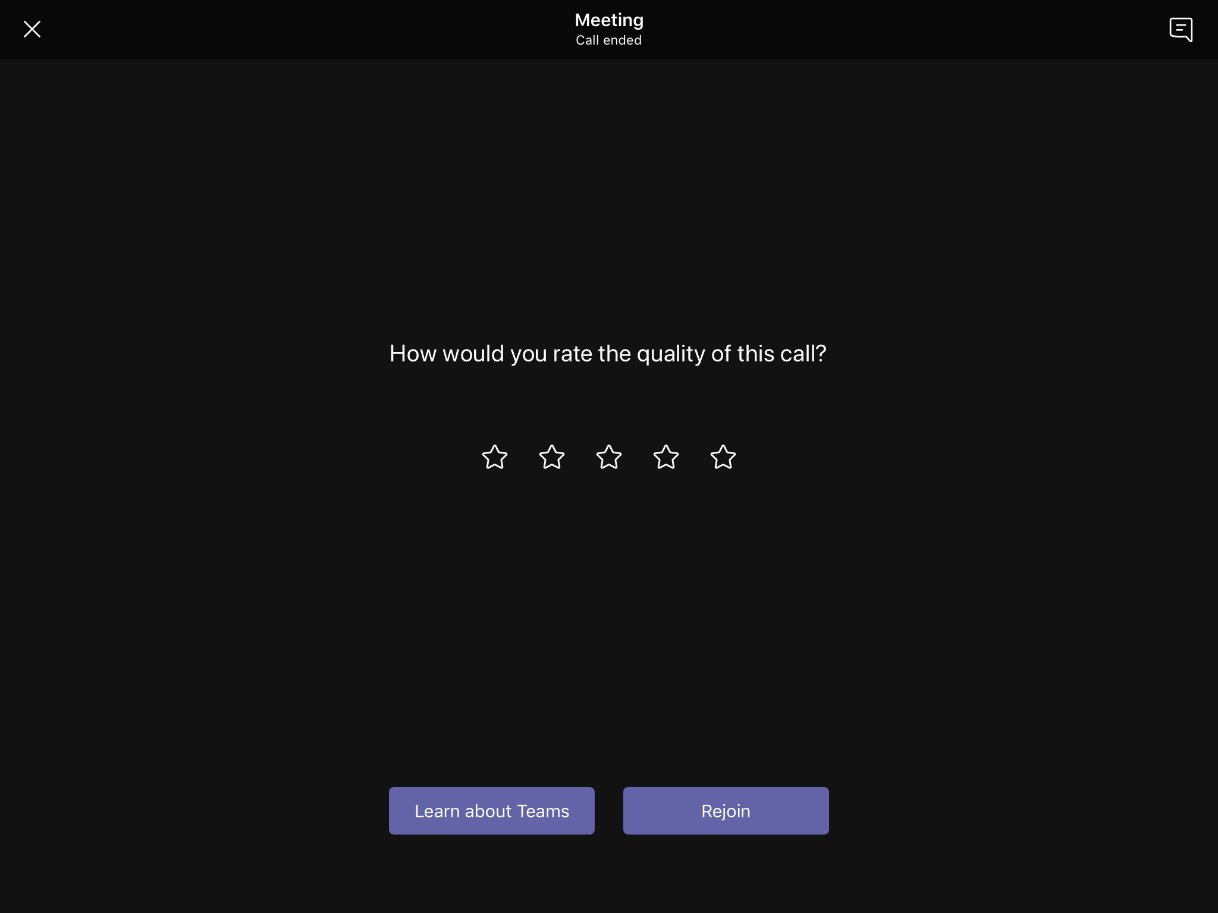 Meeting
Call ended
How would you rate the quality of this call?
Learn about Teams
Rejoin